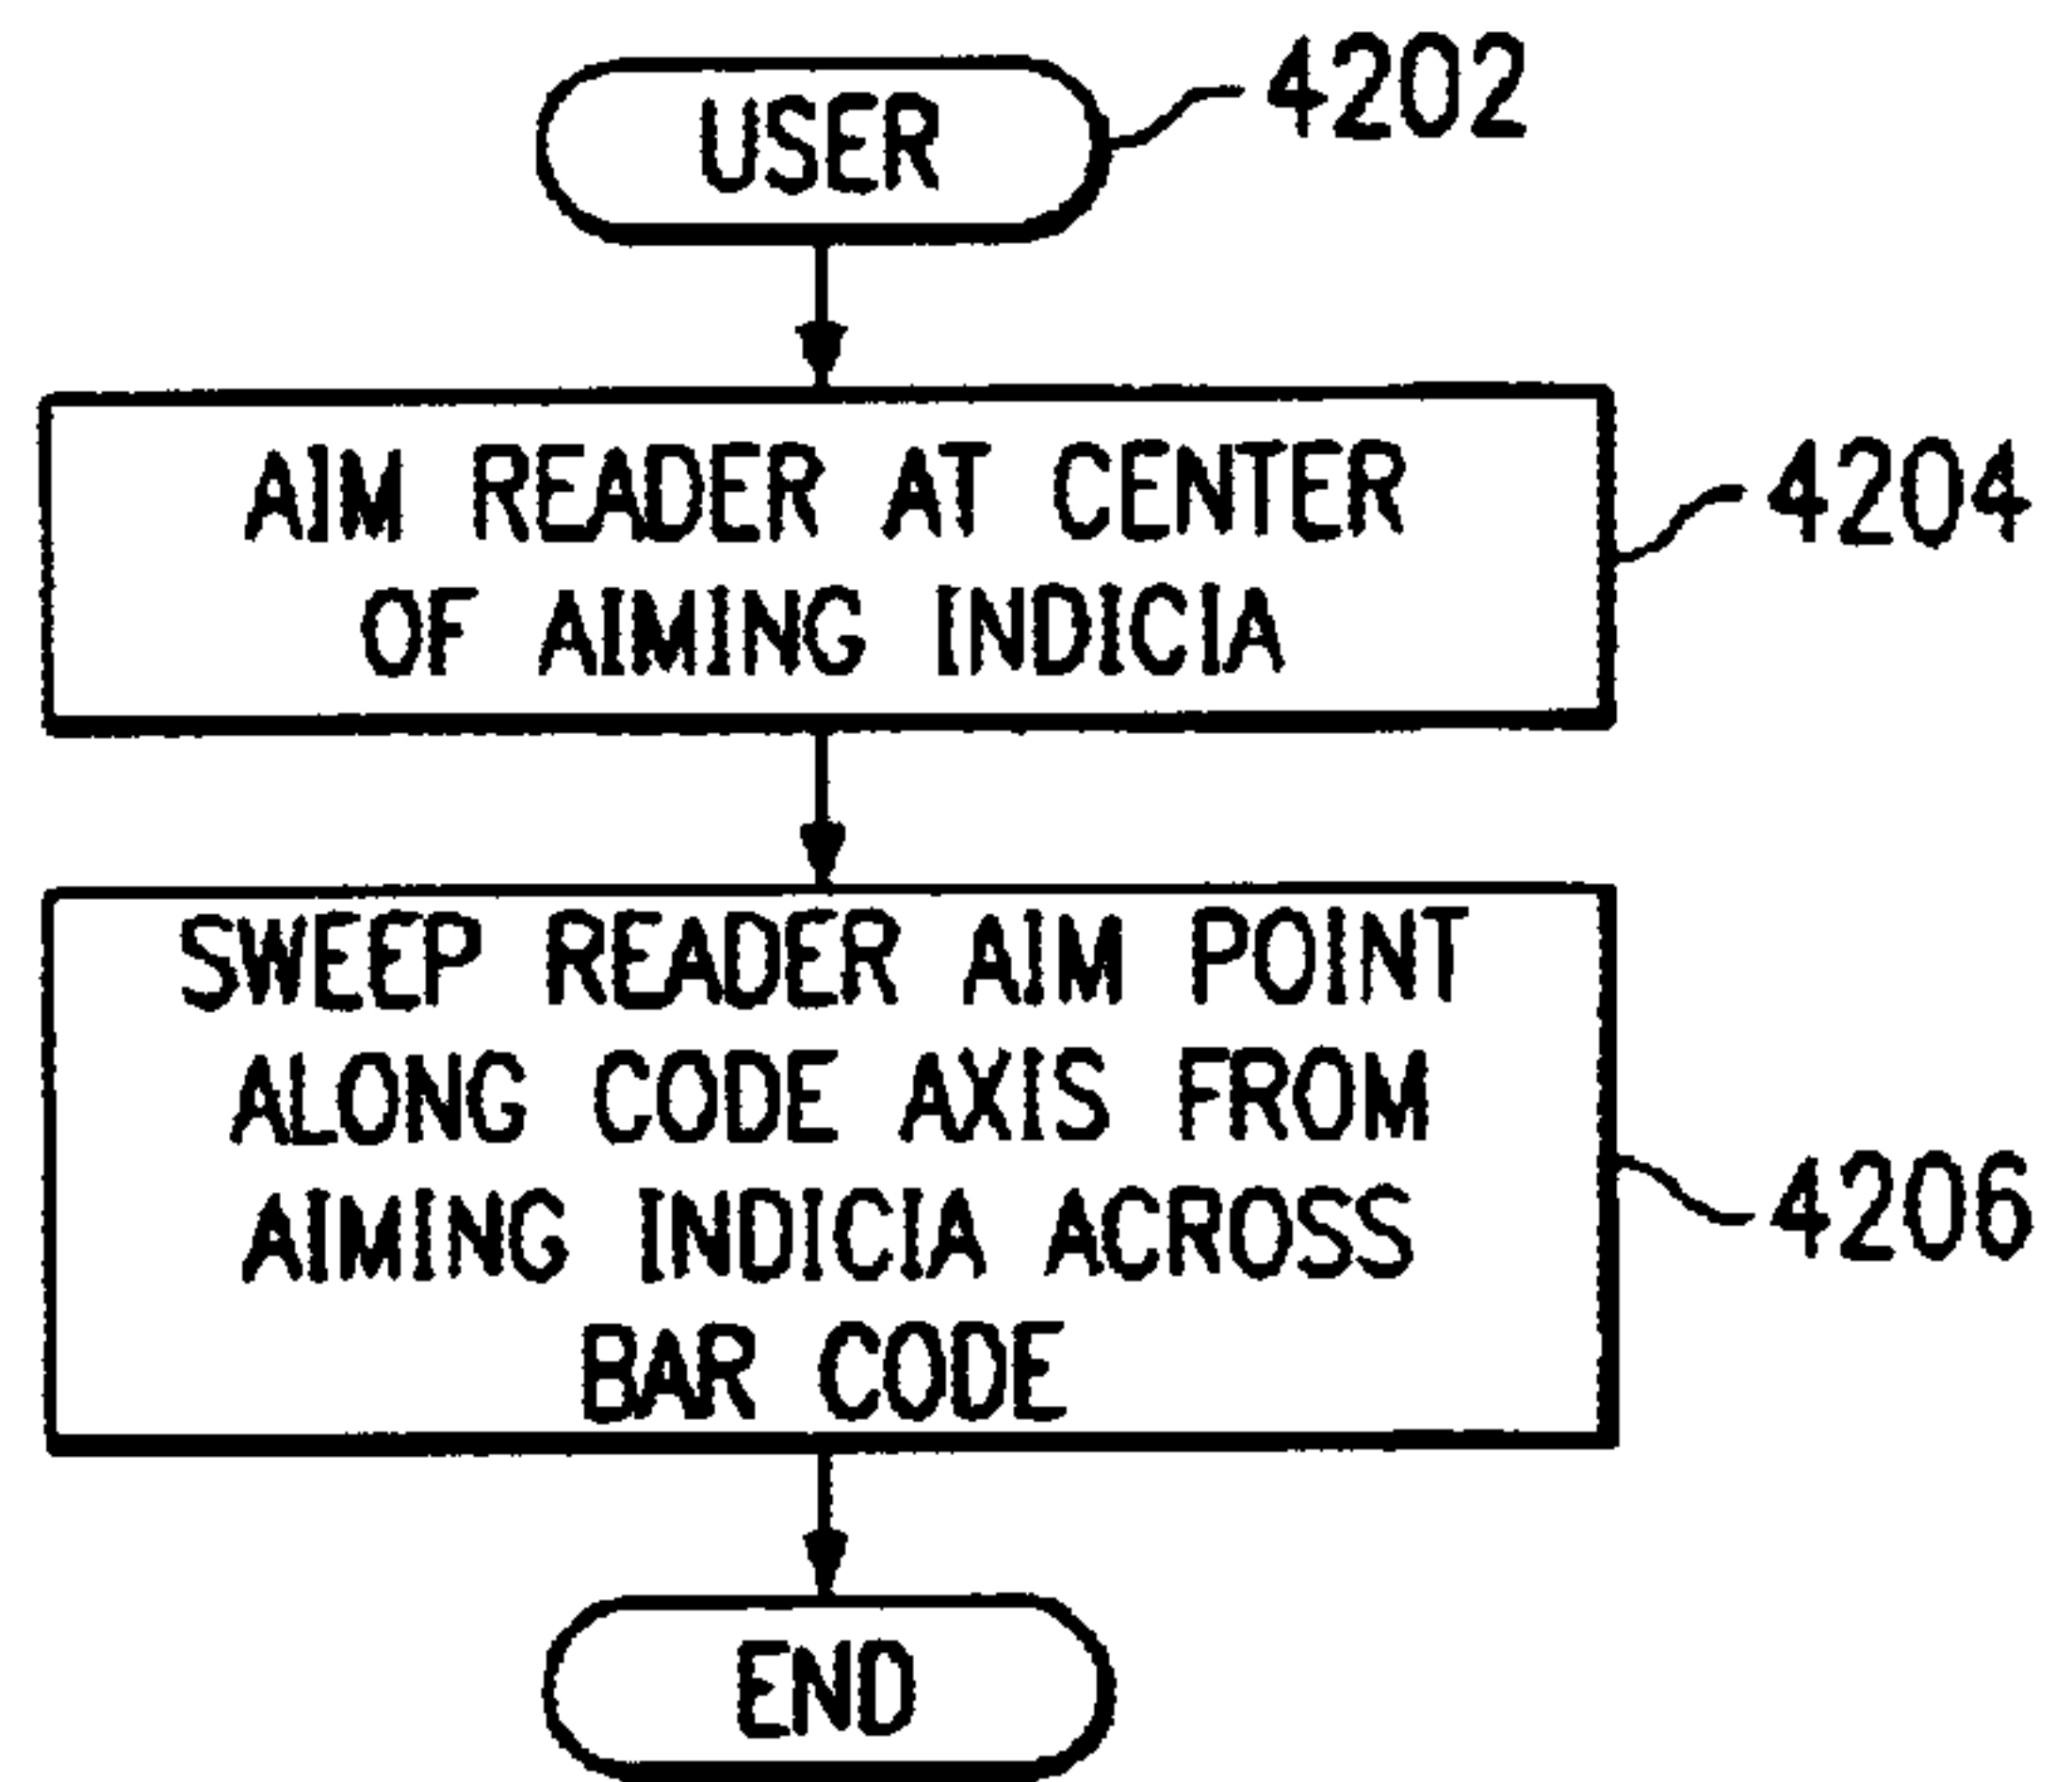 USER
4202
AIM READER AT CENTER
OF AIMING INDICIA
4204
SWEEP READER AIM POINT
ALONG CODE AXIS FROM
AIMING INDICIA ACROSS
BAR CODE
4206
END